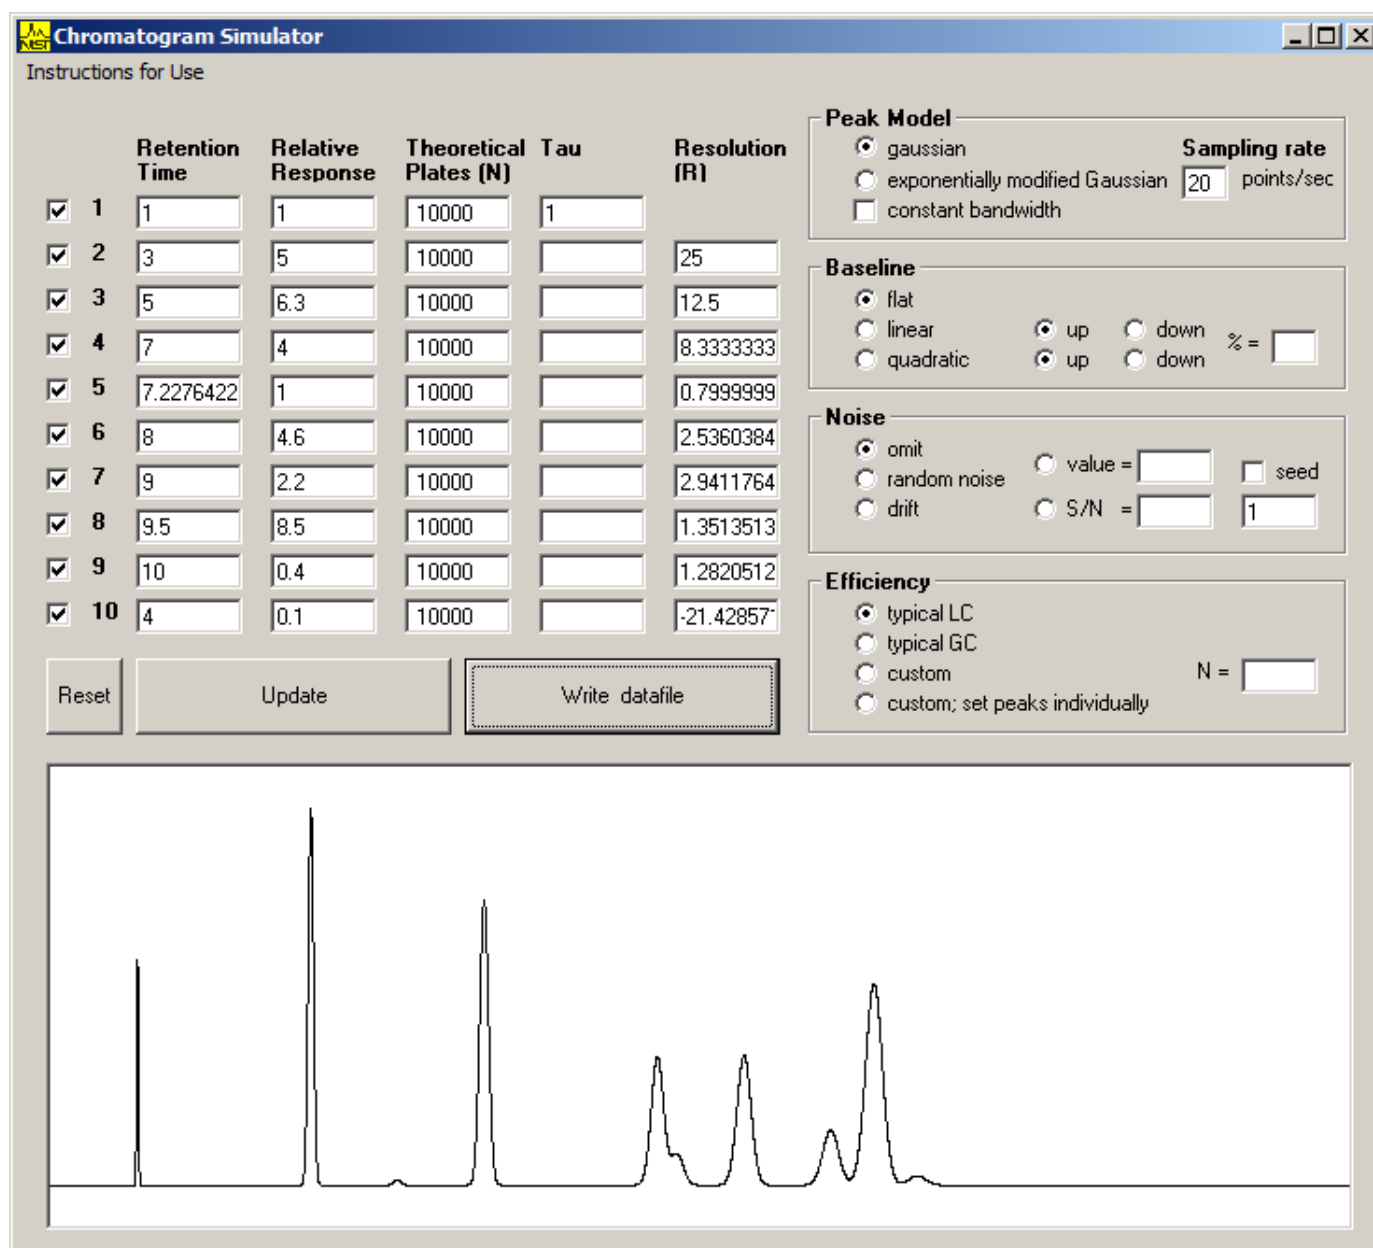 NIST
Chromatogram Simulator
Instructions for Use
Retention Time Relative Response Theoretical Plates (N) Tau Resolution (R)
1 1 1 10000 1
2 3 5 10000 25
3 5 6.3 10000 12.5
4 7 4 10000 8.3333333
5 7.2276422 1 10000 0.7999999
6 8 4.6 10000 2.5360384
7 9 2.2 10000 2.9411764
8 9.5 8.5 10000 1.3513513
9 10 0.4 10000 1.2820512
10 4 0.1 10000 -21.42857
Reset Update Write datafile
Peak Model
gaussian Sampling rate
exponentially modified Gaussian 20 points/sec
constant bandwidth
Baseline
flat
linear up down % =
quadratic up down
Noise
omit value = seed
random noise
drift S/N = 1
Efficiency
typical LC
typical GC
custom N =
custom; set peaks individually